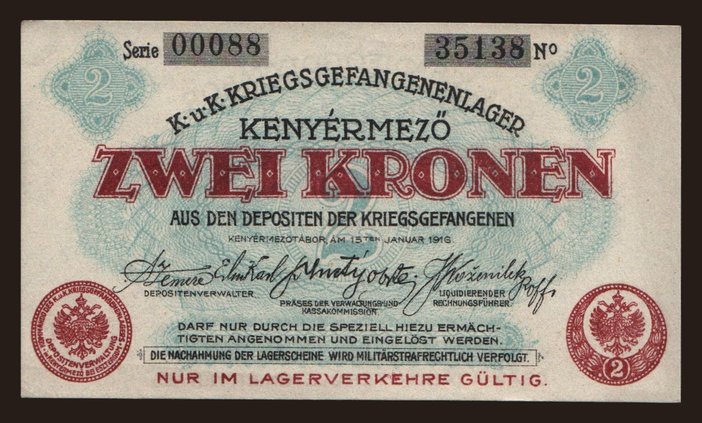 Serie 00088 35138 No
2 2
K.u.K. KRIEGSGEFANGENENLAGER
KENYÉRMEZŐ
ZWEI KRONEN
2
AUS DEN DEPOSITEN DER KRIEGSGEFANGENEN
KENYÉRMEZŐTÁBOR, AM 15TEN JANUAR 1916
DEPOSITENVERWALTER
PRÄSES DER VERWALTUNGS UND
KASSAKOMMISSION
LIQUIDIERENDER
RECHNUNGSFÜHRER
DARF NUR DURCH DIE SPEZIELL HIEZU ERMÄCH-
TIGTEN ANGENOMMEN UND EINGELÖST WERDEN.
DIE NACHAHMUNG DER LAGERSCHEINE WIRD MILITÄRSTRAFRECHTLICH VERFOLGT.
NUR IM LAGERVERKEHRE GÜLTIG.
DEPOSITENVERWALTUNG
2